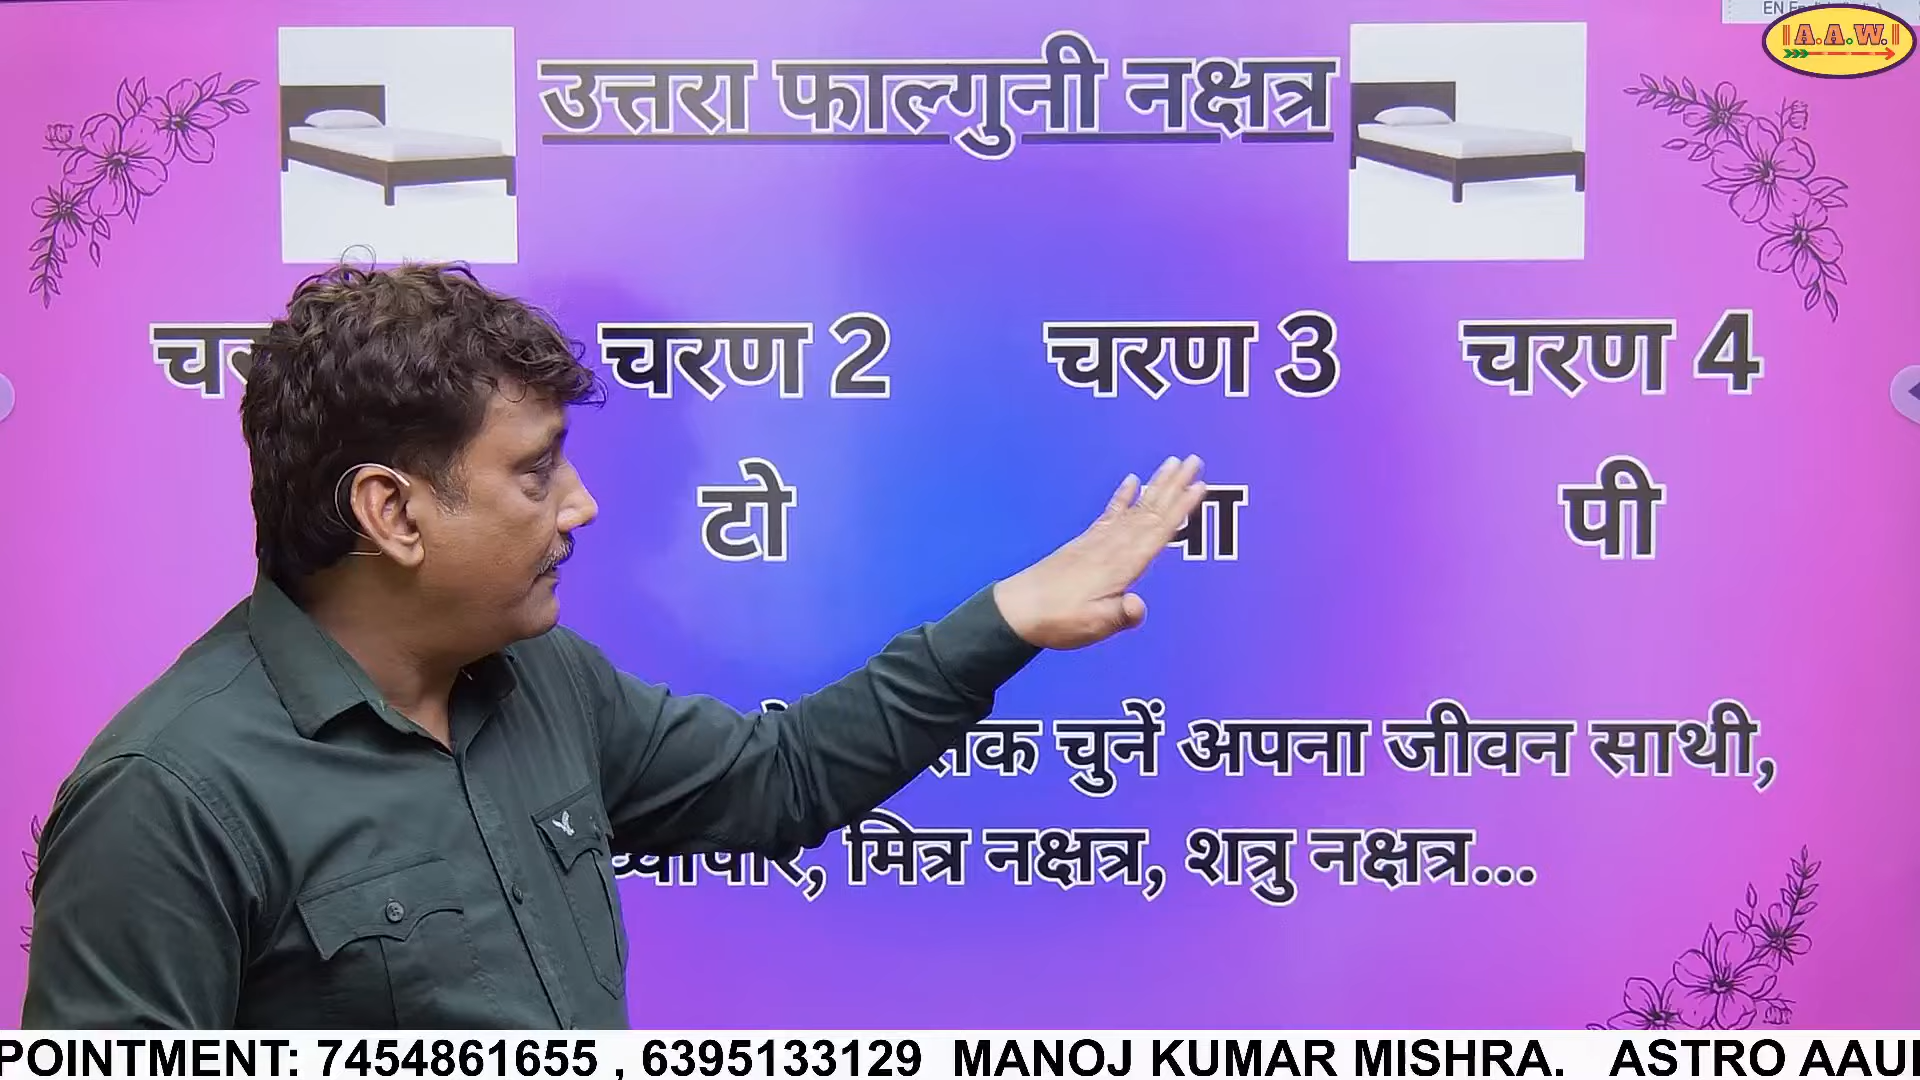 A.A.W.
उत्तरा फाल्गुनी नक्षत्र
चरण 2 चरण 3 चरण 4
टो पी
चुनें अपना जीवन साथी,
व्यापार, मित्र नक्षत्र, शत्रु नक्षत्र...
POINTMENT: 7454861655 , 6395133129 MANOJ KUMAR MISHRA. ASTRO AAUI